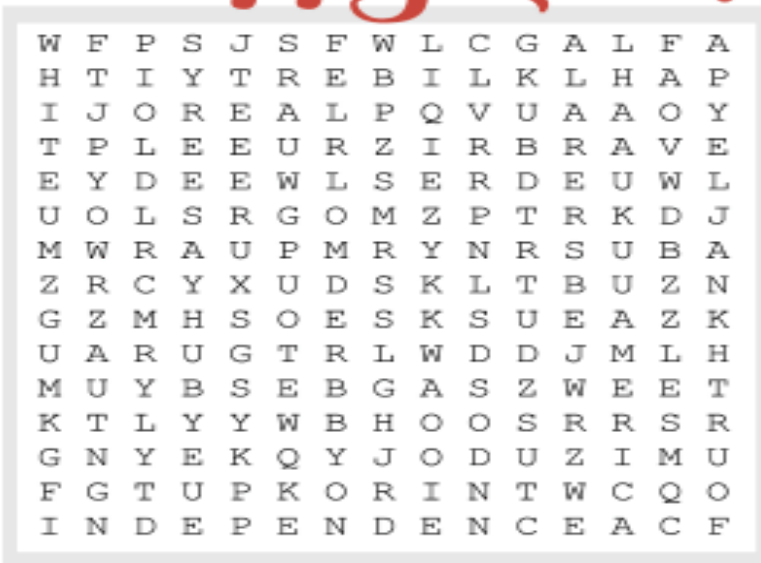 W F P S J S F W L C G A L F A
H T I Y T R E B I L K L H A P
I J O R E A L P Q V U A A O Y
T P L E E U R Z I R B R A V E
E Y D E E W L S E R D E U W L
U O L S R G O M Z P T R K D J
M W R A U P M R Y N R S U B A
Z R C Y X U D S K L T B U Z N
G Z M H S O E S K S U E A Z K
U A R U G T R L W D D J M L H
M U Y B S E B G A S Z W E E T
K T L Y Y W B H O O S R R S R
G N Y E K Q Y J O D U Z I M U
F G T U P K O R I N T W C Q O
I N D E P E N D E N C E A C F